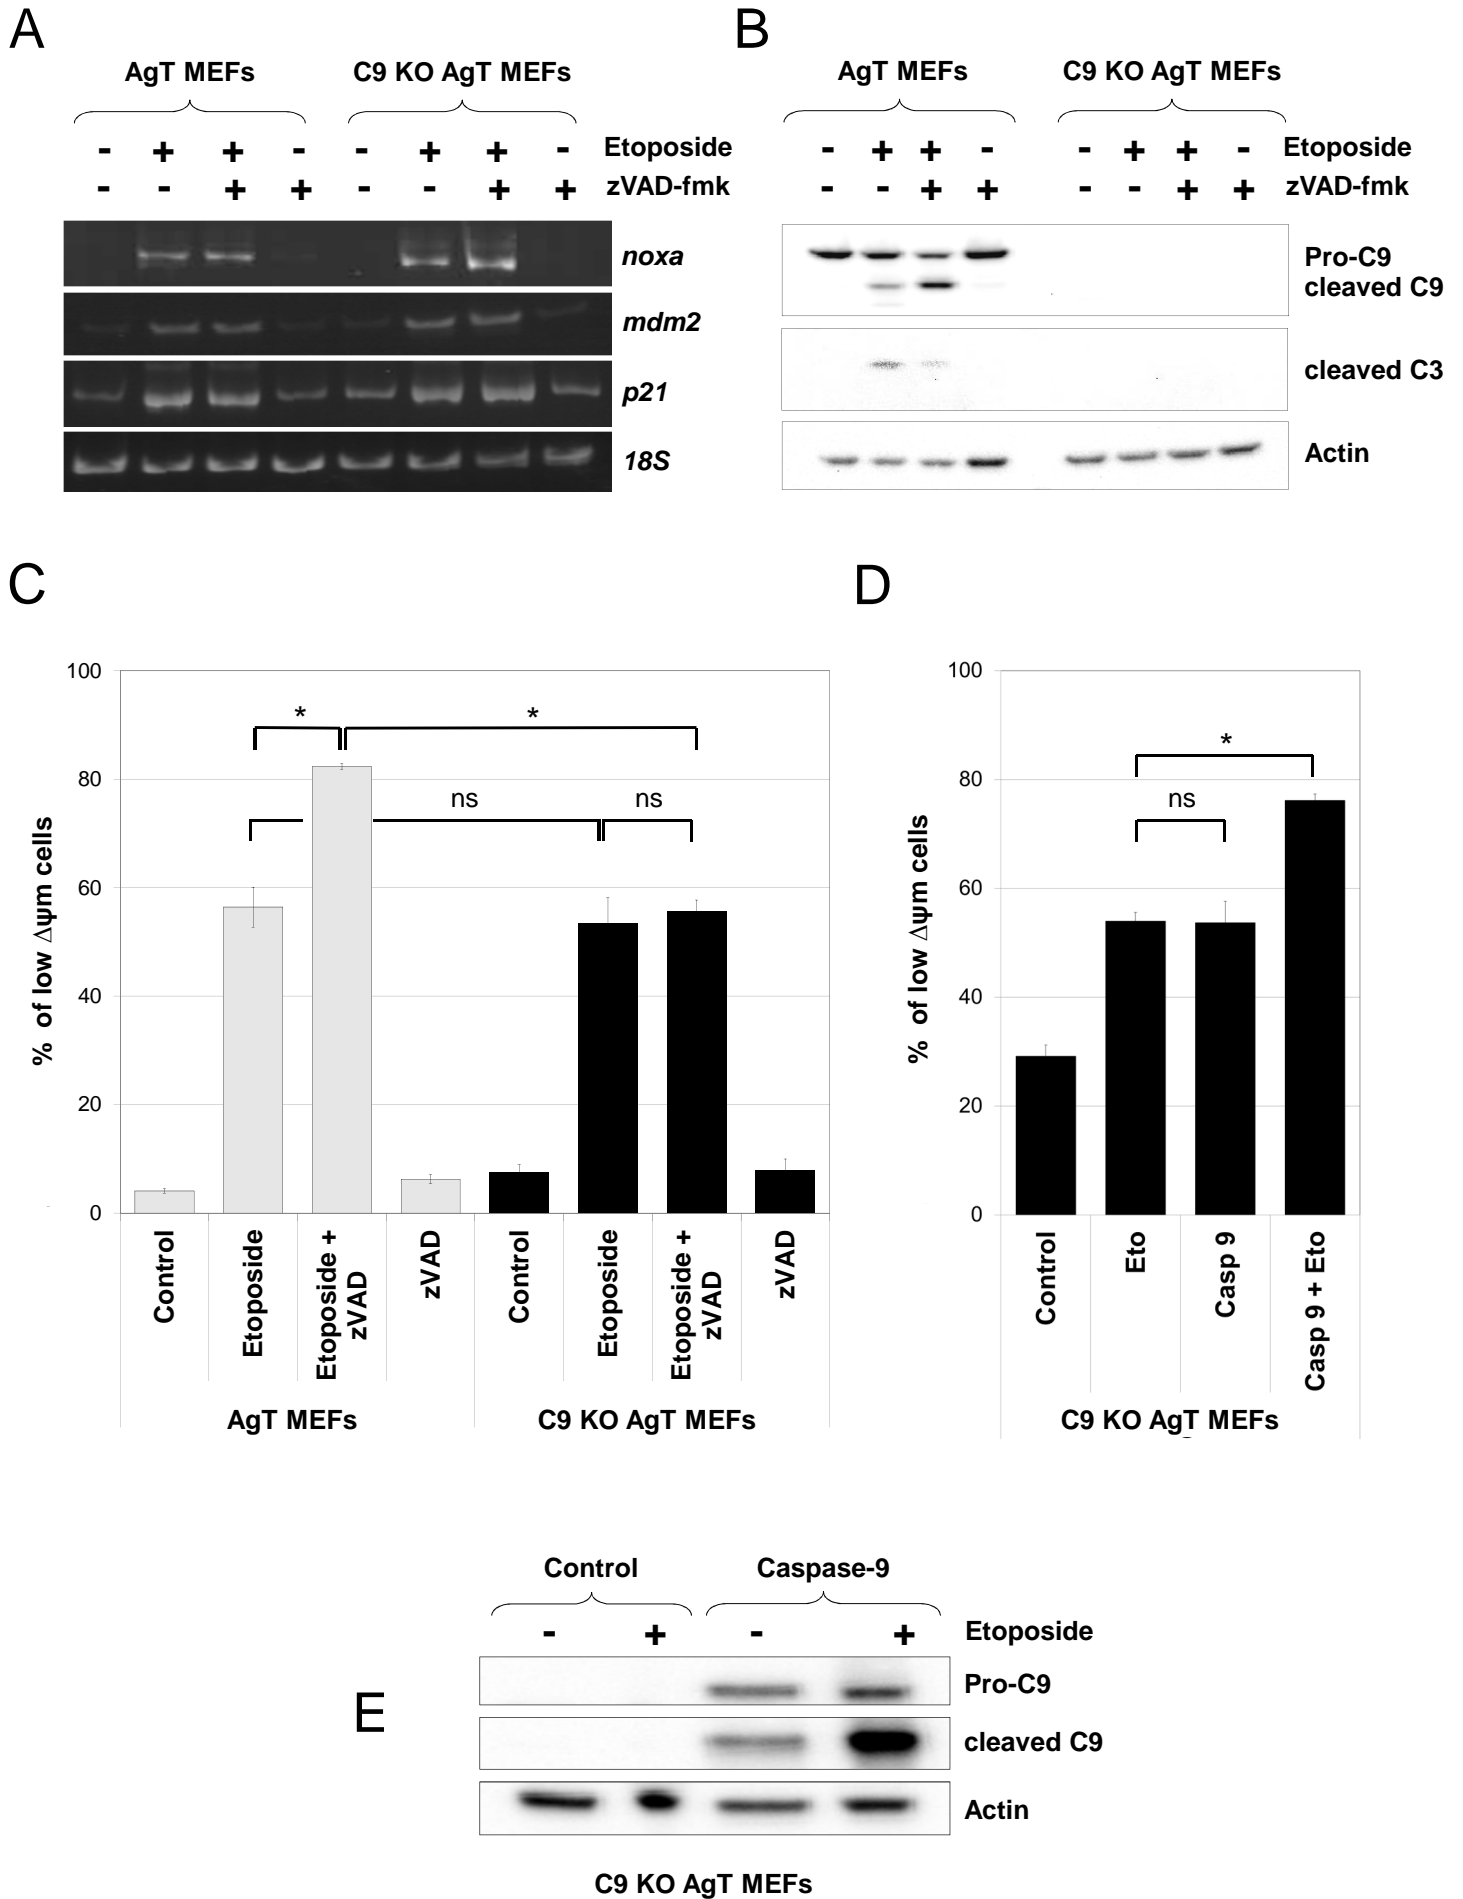 A
AgT MEFs C9 KO AgT MEFs
- + + - - + + - Etoposide
- - + + - - + + zVAD-fmk
noxa
mdm2
p21
18S
B
AgT MEFs C9 KO AgT MEFs
- + + - - + + - Etoposide
- - + + - - + + zVAD-fmk
Pro-C9
cleaved C9
cleaved C3
Actin
C
% of low Δψm cells
100
80
60
40
20
0
*
*
ns
ns
Control
Etoposide
Etoposide +
zVAD
zVAD
Control
Etoposide
Etoposide +
zVAD
zVAD
AgT MEFs
C9 KO AgT MEFs
D
% of low Δψm cells
100
80
60
40
20
0
*
ns
Control
Eto
Casp 9
Casp 9 + Eto
C9 KO AgT MEFs
E
Control Caspase-9
- + - + Etoposide
Pro-C9
cleaved C9
Actin
C9 KO AgT MEFs